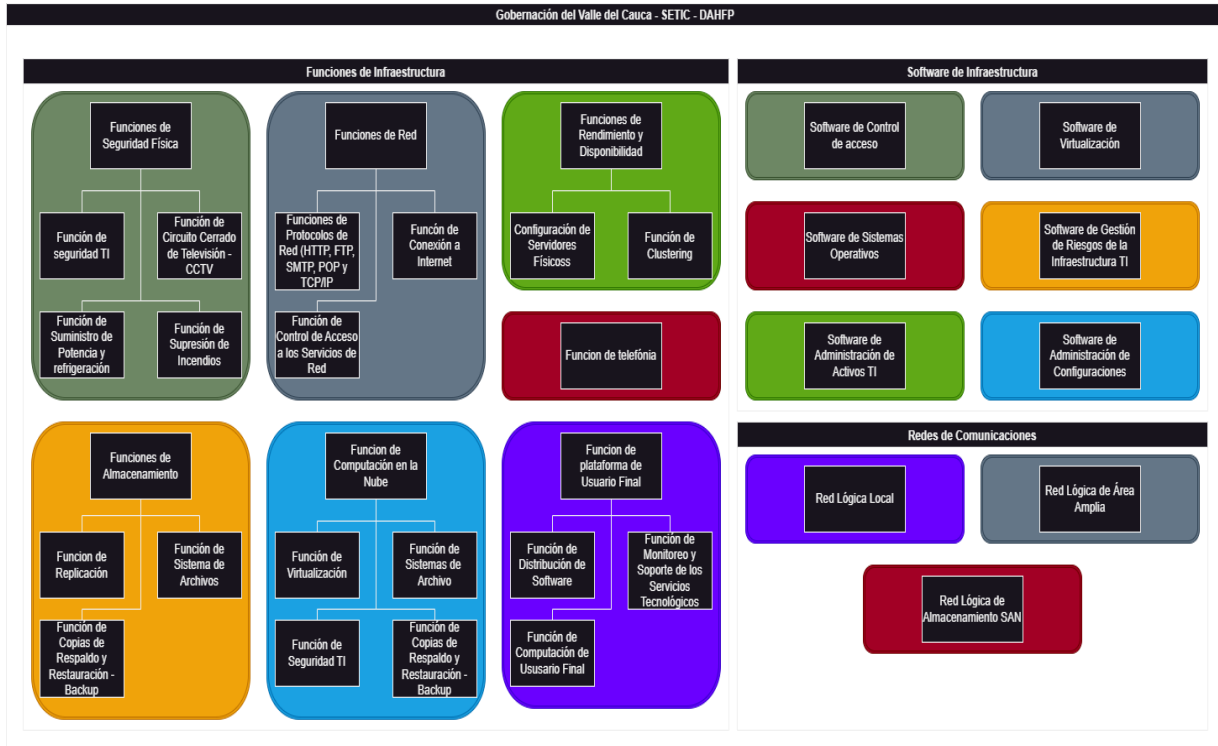 Gobernación del Valle del Cauca - SETIC - DAHFP
Funciones de Infraestructura
Funciones de
Seguridad Física
Función de
seguridad TI
Función de
Circuito Cerrado
de Televisión -
CCTV
Función de
Suministro de
Potencia y
refrigeración
Función de
Supresión de
Incendios
Funciones de Red
Funciones de
Protocolos de
Red (HTTP, FTP,
SMTP, POP y
TCP/IP
Funcón de
Conexión a
Internet
Función de
Control de Acceso
a los Servicios de
Red
Funciones de
Rendimiento y
Disponibilidad
Configuración de
Servidores
Físicoss
Función de
Clustering
Funcion de telefónia
Funciones de
Almacenamiento
Funcion de
Replicación
Función de
Sistema de
Archivos
Función de
Copias de
Respaldo y
Restauración -
Backup
Funcion de
Computación en la
Nube
Función de
Virtualización
Función de
Sistemas de
Archivo
Función de
Seguridad TI
Función de
Copias de
Respaldo y
Restauración -
Backup
Funcion de
plataforma de
Usuario Final
Función de
Distribución de
Software
Función de
Monitoreo y
Soporte de los
Servicios
Tecnológicos
Función de
Computación de
Ususario Final
Software de Infraestructura
Software de Control
de acceso
Software de
Virtualización
Software de Sistemas
Operativos
Software de Gestión
de Riesgos de la
Infraestructura TI
Software de
Administración de
Activos TI
Software de
Administración de
Configuraciones
Redes de Comunicaciones
Red Lógica Local
Red Lógica de Área
Amplia
Red Lógica de
Almacenamiento SAN